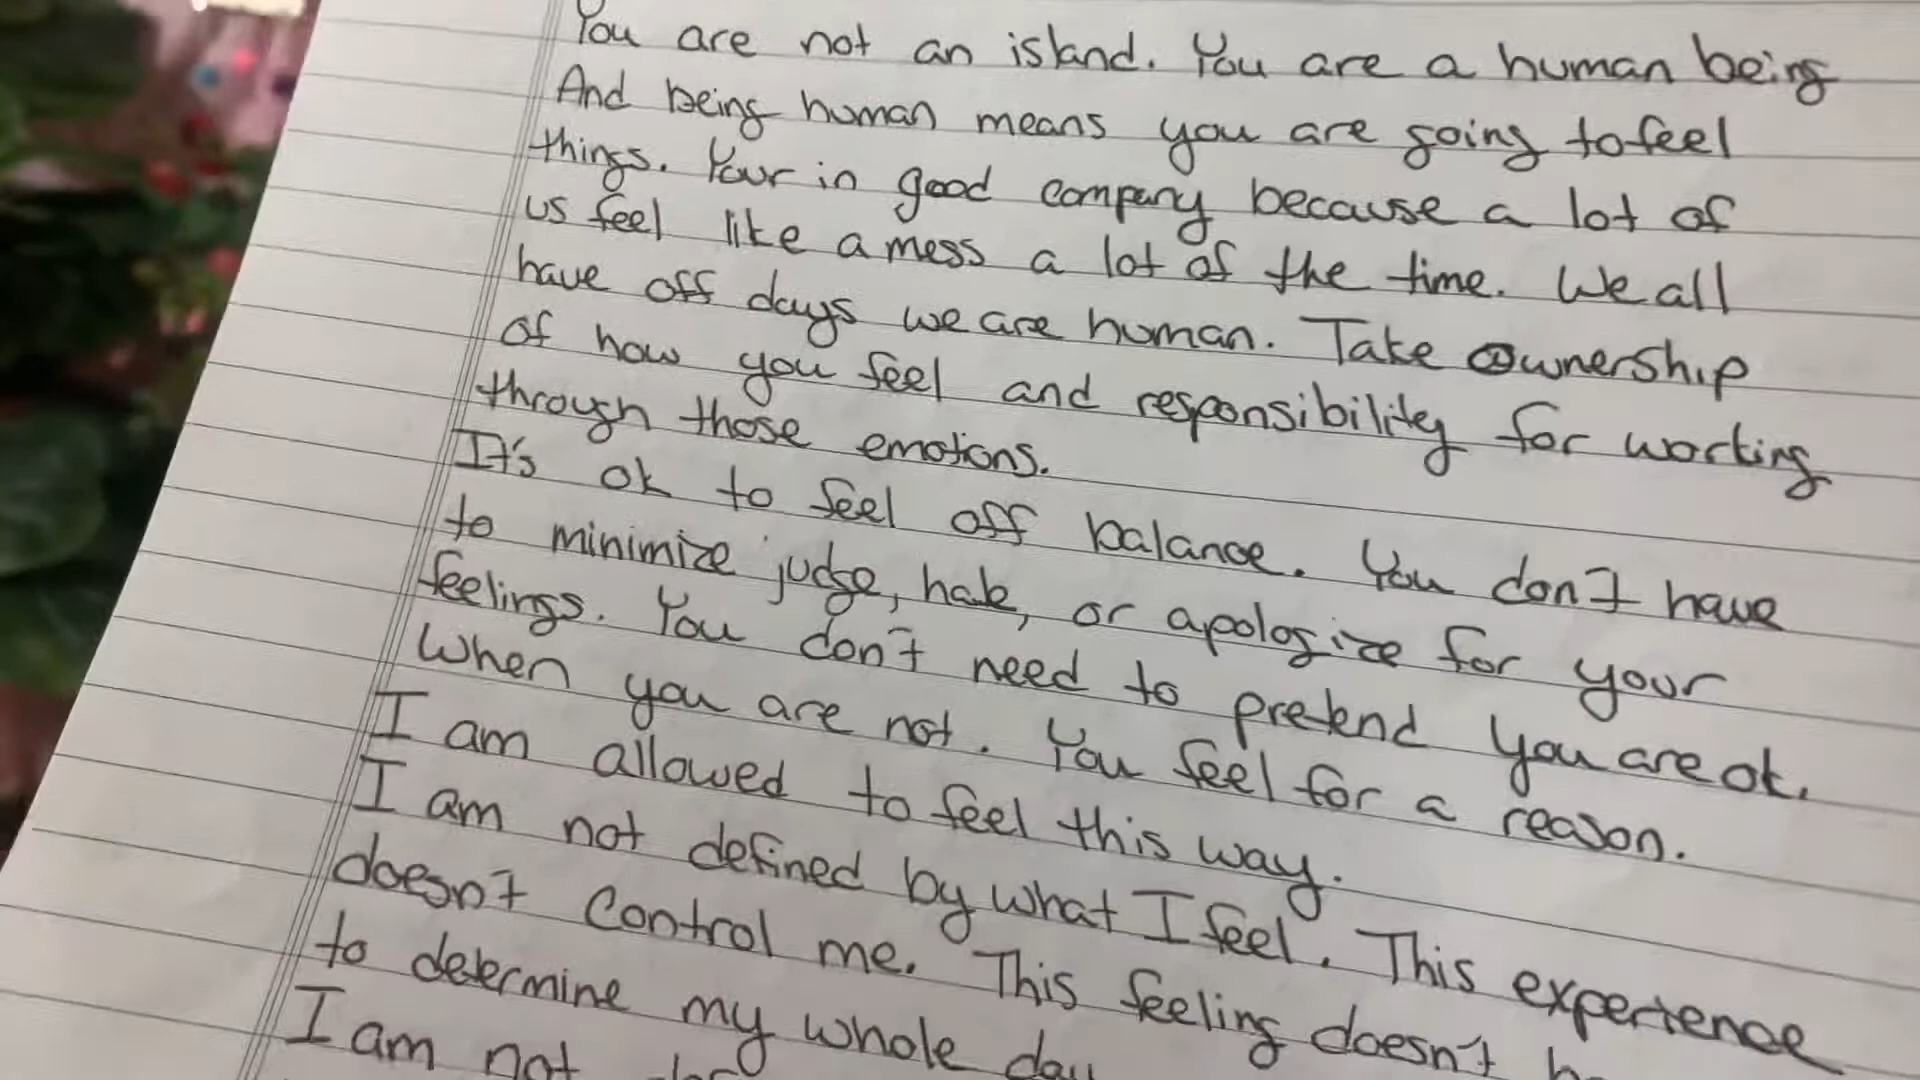 You are not an island. You are a human being
And being human means you are going to feel
things. Your in good company because a lot of
us feel like a mess a lot of the time. We all
have off days we are human. Take ownership
of how you feel and responsibility for working
through those emotions.
It's ok to feel off balance. You don't have
to minimize judge, hate, or apologize for your
feelings. You don't need to pretend you are ok.
When you are not. You feel for a reason.
I am allowed to feel this way.
I am not defined by what I feel. This experience
doesn't control me. This feeling doesn't
to determine my whole day
I am not